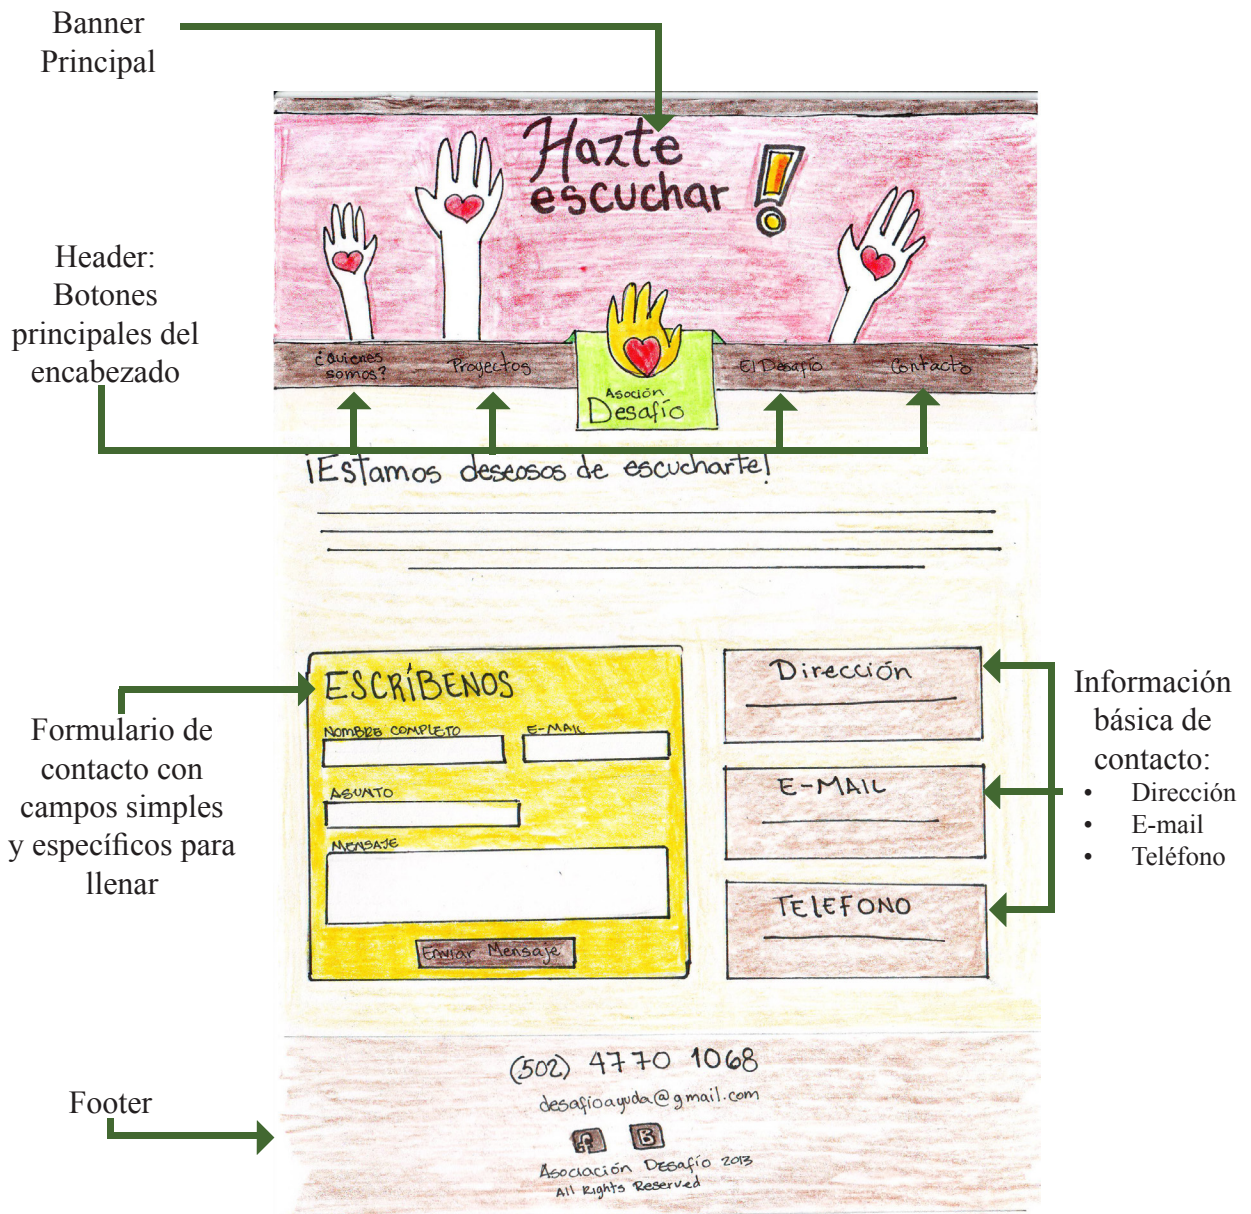 Banner
Principal
Hazte
escuchar !
Header:
Botones
principales del
encabezado
¿Quienes
somos?
Proyectos
Asoción
Desafío
El Desafío
Contacto
¡Estamos deseosos de escucharte!
ESCRÍBENOS
NOMBRE COMPLETO
E-MAIL
ASUNTO
MENSAJE
Enviar Mensaje
Formulario de
contacto con
campos simples
y específicos para
llenar
Dirección
E-MAIL
TELEFONO
Información
básica de
contacto:
• Dirección
• E-mail
• Teléfono
Footer
(502) 4770 1068
desafioayuda@gmail.com
f B
Asociación Desafío 2013
All Rights Reserved